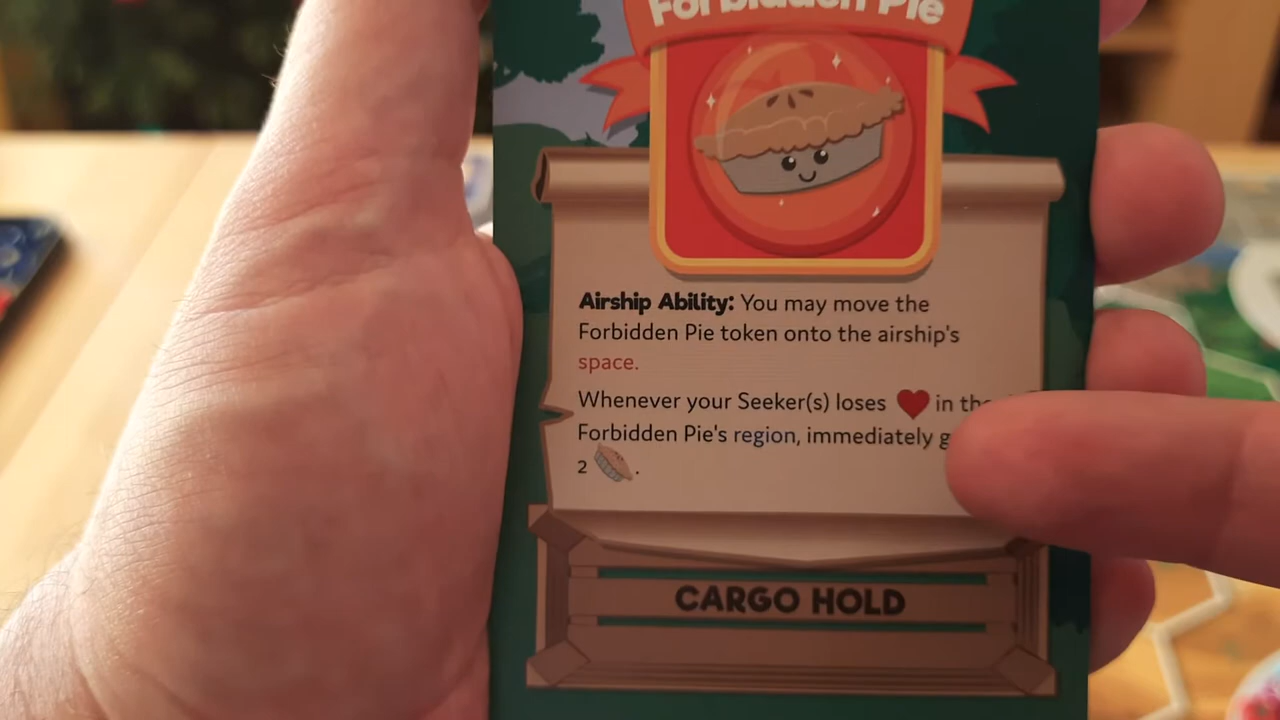 Forbidden Pie
Airship Ability: You may move the
Forbidden Pie token onto the airship's
space.
Whenever your Seeker(s) loses in
Forbidden Pie's region, immediately
2 .
CARGO HOLD